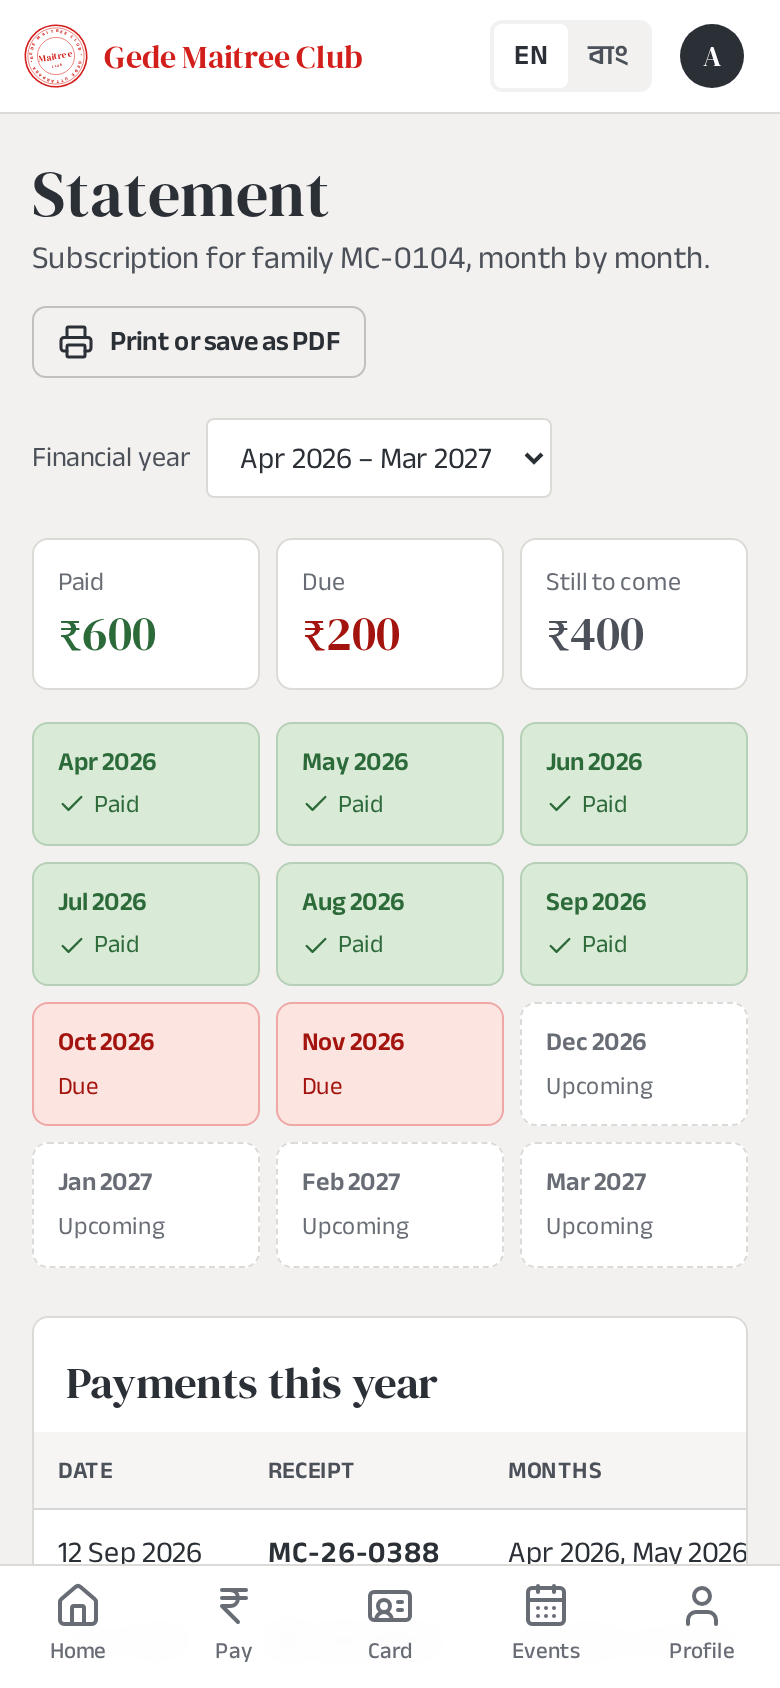 Maitree
Gede Maitree Club
EN
বাং
A
Statement
Subscription for family MC-0104, month by month.
Print or save as PDF
Financial year
Apr 2026 – Mar 2027
Paid
Due
Still to come
₹600
₹200
₹400
Apr 2026
May 2026
Jun 2026
Paid
Paid
Paid
Jul 2026
Aug 2026
Sep 2026
Paid
Paid
Paid
Oct 2026
Nov 2026
Dec 2026
Due
Due
Upcoming
Jan 2027
Feb 2027
Mar 2027
Upcoming
Upcoming
Upcoming
Payments this year
DATE
RECEIPT
MONTHS
12 Sep 2026
MC-26-0388
Apr 2026, May 2026
Home
Pay
Card
Events
Profile